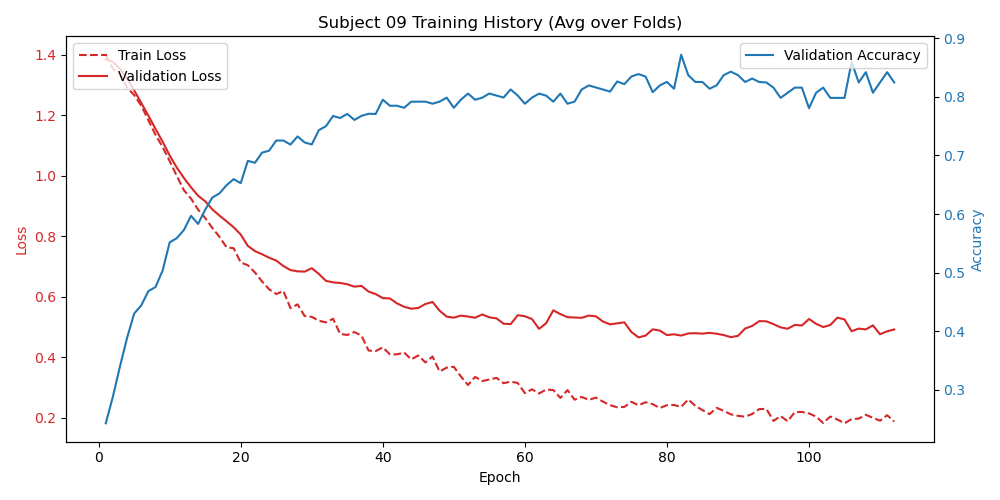 Subject 09 Training History (Avg over Folds)
Train Loss
Validation Loss
Validation Accuracy
1.4
1.2
1.0
0.8
0.6
0.4
0.2
Loss
0.9
0.8
0.7
0.6
0.5
0.4
0.3
Accuracy
0 20 40 60 80 100
Epoch